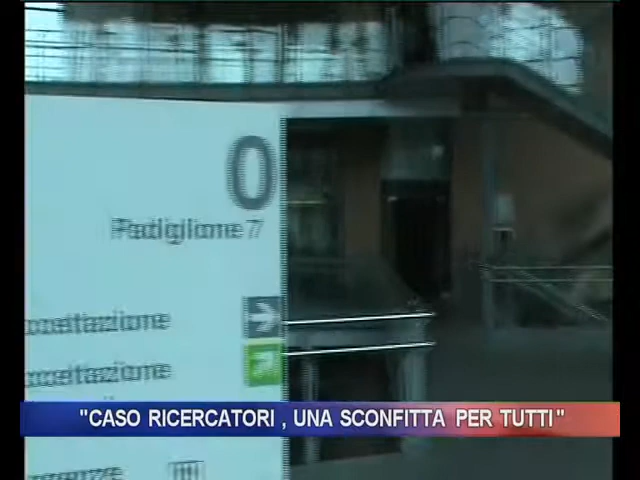 0
Padiglione 7
ccettazione
ccettazione
"CASO RICERCATORI , UNA SCONFITTA PER TUTTI"